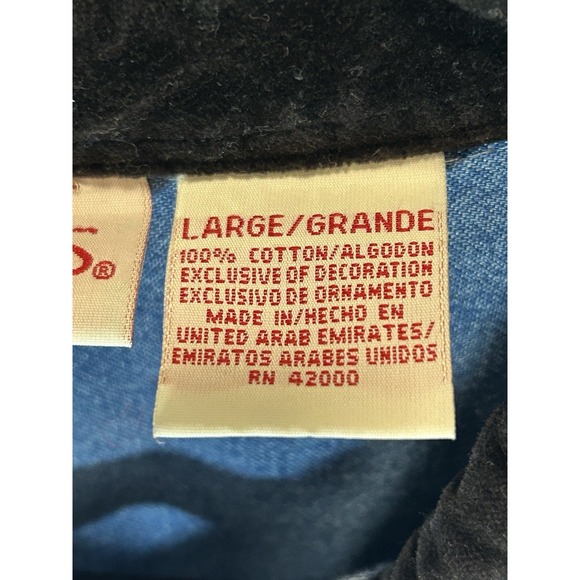 S®
LARGE/GRANDE
100% COTTON/ALGODON
EXCLUSIVE OF DECORATION
EXCLUSIVO DE ORNAMENTO
MADE IN/HECHO EN
UNITED ARAB EMIRATES/
EMIRATOS ARABES UNIDOS
RN 42000